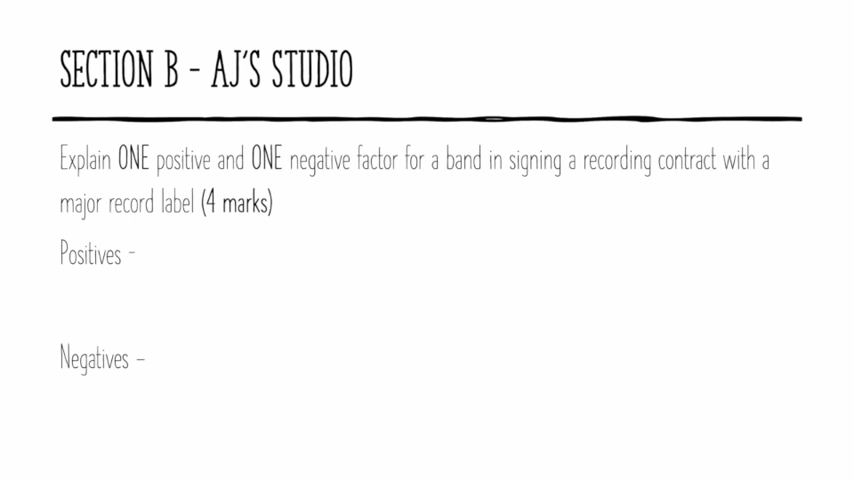 SECTION B - AJ'S STUDIO
Explain ONE positive and ONE negative factor for a band in signing a recording contract with a
major record label (4 marks)
Positives -
Negatives –